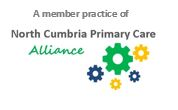 A member practice of
North Cumbria Primary Care
Alliance